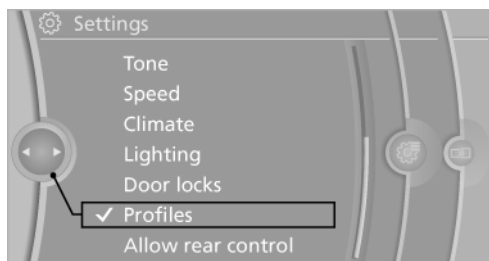 Settings
Tone
Speed
Climate
Lighting
Door locks
Profiles
Allow rear control